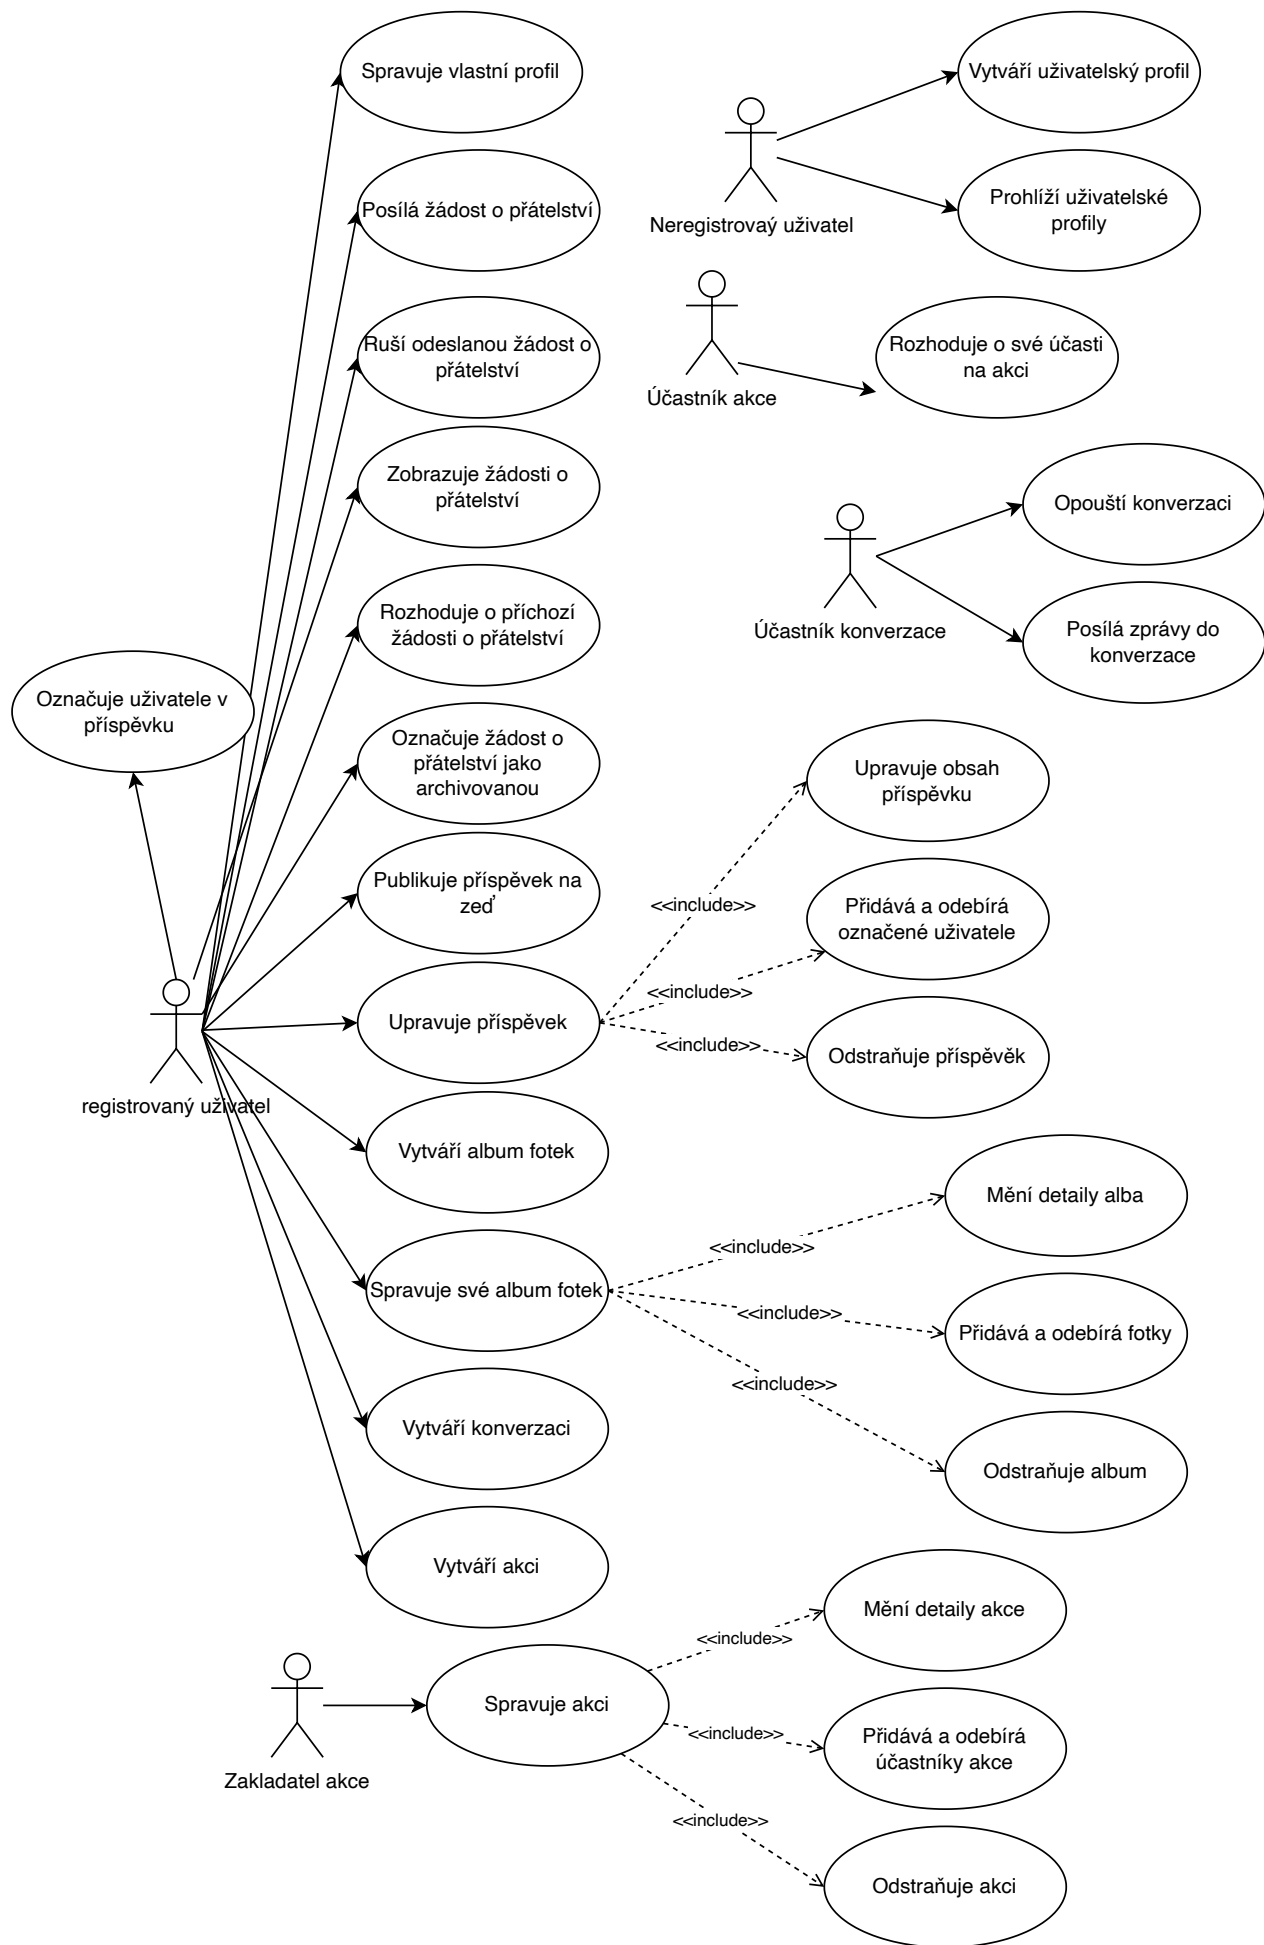 Spravuje vlastní profil
Vytváří uživatelský profil
Posílá žádost o přátelství
Prohlíží uživatelské
profily
Neregistrovaý uživatel
Ruší odeslanou žádost o
přátelství
Rozhoduje o své účasti
na akci
Účastník akce
Zobrazuje žádosti o
přátelství
Opouští konverzaci
Účastník konverzace
Rozhoduje o příchozí
žádosti o přátelství
Posílá zprávy do
konverzace
Označuje uživatele v
příspěvku
Označuje žádost o
přátelství jako
archivovanou
Upravuje obsah
příspěvku
Publikuje příspěvek na
zeď
<<include>>
Přidává a odebírá
označené uživatele
<<include>>
Upravuje příspěvek
<<include>>
Odstraňuje příspěvěk
registrovaný uživatel
Vytváří album fotek
Mění detaily alba
<<include>>
Spravuje své album fotek
<<include>>
Přidává a odebírá fotky
<<include>>
Vytváří konverzaci
Odstraňuje album
Vytváří akci
Mění detaily akce
<<include>>
Spravuje akci
<<include>>
Přidává a odebírá
účastníky akce
Zakladatel akce
<<include>>
Odstraňuje akci